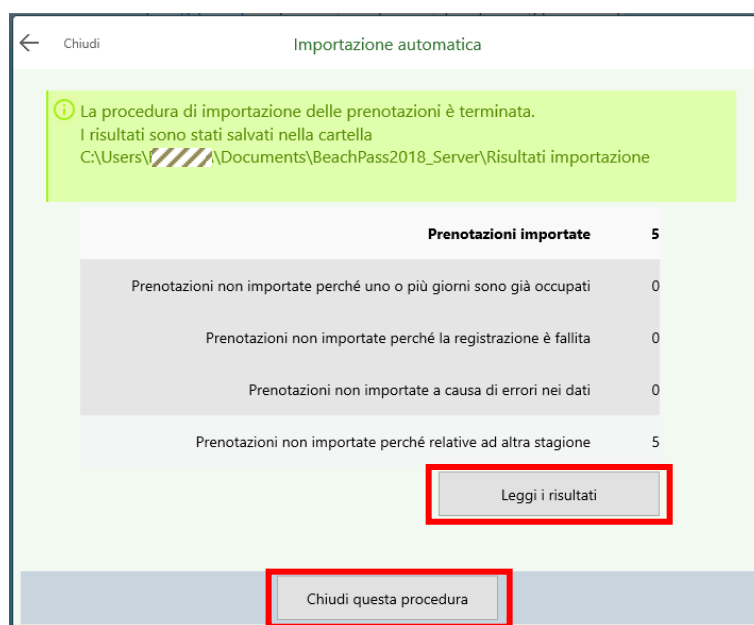 Chiudi
Importazione automatica
La procedura di importazione delle prenotazioni è terminata.
I risultati sono stati salvati nella cartella
C:\Users\ \Documents\BeachPass2018_Server\Risultati importazione
Prenotazioni importate 5
Prenotazioni non importate perché uno o più giorni sono già occupati 0
Prenotazioni non importate perché la registrazione è fallita 0
Prenotazioni non importate a causa di errori nei dati 0
Prenotazioni non importate perché relative ad altra stagione 5
Leggi i risultati
Chiudi questa procedura